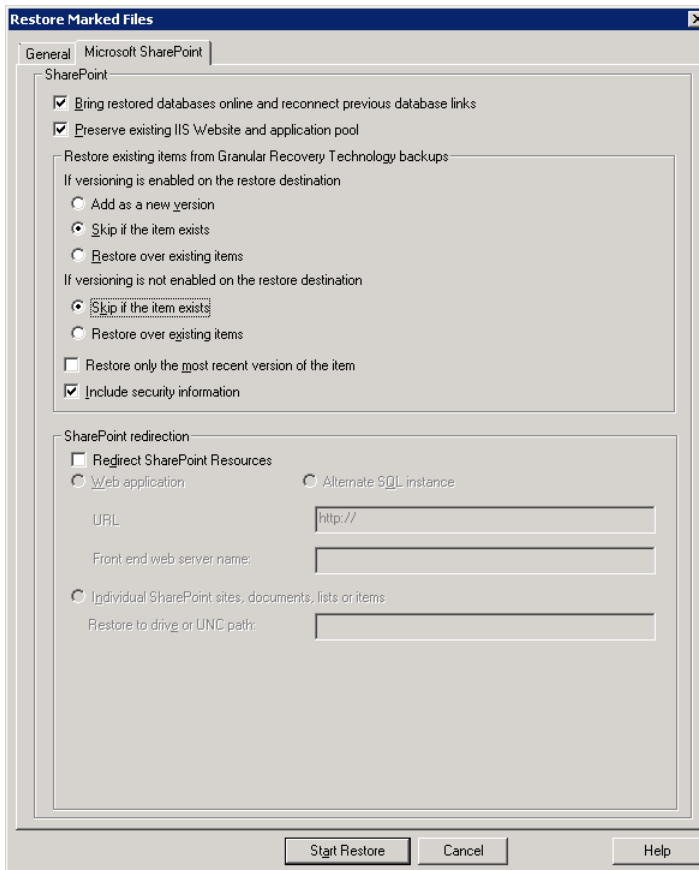 Restore Marked Files
General Microsoft SharePoint
SharePoint
Bring restored databases online and reconnect previous database links
Preserve existing IIS Website and application pool
Restore existing items from Granular Recovery Technology backups
If versioning is enabled on the restore destination
Add as a new version
Skip if the item exists
Restore over existing items
If versioning is not enabled on the restore destination
Skip if the item exists
Restore over existing items
Restore only the most recent version of the item
Include security information
SharePoint redirection
Redirect SharePoint Resources
Web application Alternate SQL instance
URL http://
Front end web server name:
Individual SharePoint sites, documents, lists or items
Restore to drive or UNC path:
Start Restore Cancel Help